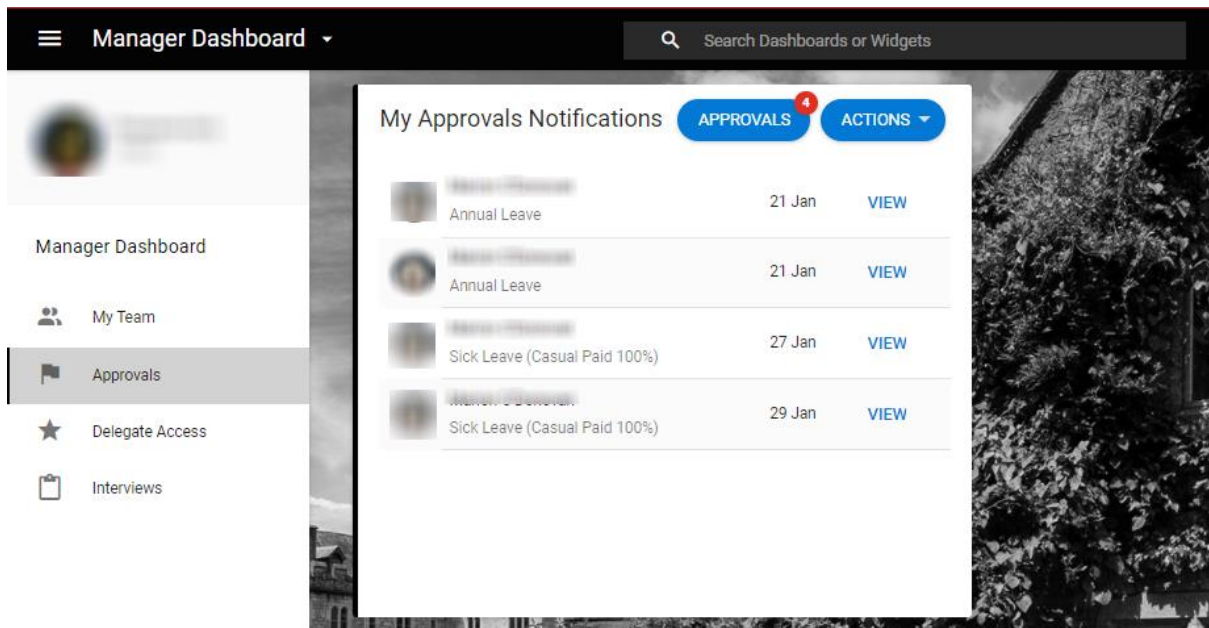 Manager Dashboard
Search Dashboards or Widgets
My Approvals Notifications
APPROVALS
4
ACTIONS
Annual Leave
21 Jan
VIEW
Annual Leave
21 Jan
VIEW
Sick Leave (Casual Paid 100%)
27 Jan
VIEW
Sick Leave (Casual Paid 100%)
29 Jan
VIEW
Manager Dashboard
My Team
Approvals
Delegate Access
Interviews